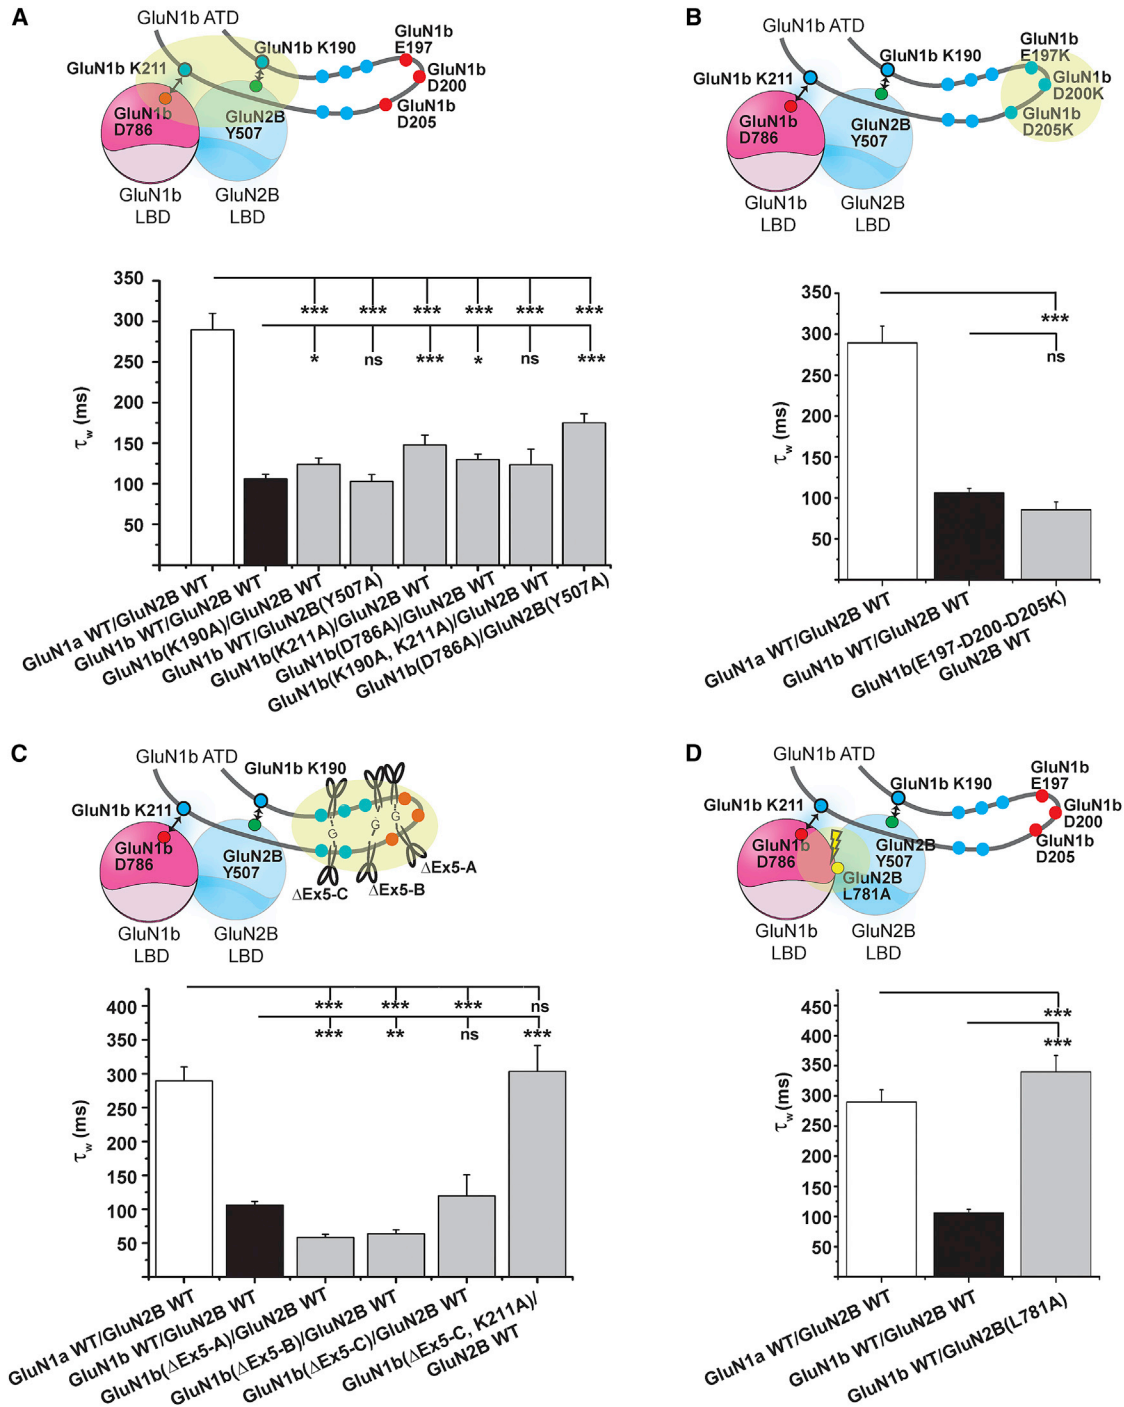 A
GluN1b ATD
GluN1b K190
GluN1b
E197
GluN1b K211
GluN1b
D200
GluN1b
D205
GluN1b
D786
GluN2B
Y507
GluN1b
LBD
GluN2B
LBD
350
300
250
200
150
100
50
τw (ms)
*** *** *** *** *** ***
* ns *** * ns ***
GluN1a WT/GluN2B WT
GluN1b WT/GluN2B WT
GluN1b(K190A)/GluN2B WT
GluN1b WT/GluN2B(Y507A)
GluN1b(K211A)/GluN2B WT
GluN1b(D786A)/GluN2B WT
GluN1b(K190A, K211A)/GluN2B WT
GluN1b(D786A)/GluN2B(Y507A)
B
GluN1b ATD
GluN1b K190
GluN1b
E197K
GluN1b K211
GluN1b
D200K
GluN1b
D205K
GluN1b
D786
GluN2B
Y507
GluN1b
LBD
GluN2B
LBD
350
300
250
200
150
100
50
τw (ms)
***
ns
GluN1a WT/GluN2B WT
GluN1b WT/GluN2B WT
GluN1b(E197-D200-D205K)
GluN2B WT
C
GluN1b ATD
GluN1b K190
GluN1b K211
G G G
GluN1b
D786
GluN2B
Y507
ΔEx5-A
ΔEx5-B
ΔEx5-C
GluN1b
LBD
GluN2B
LBD
400
350
300
250
200
150
100
50
τw (ms)
*** *** *** ns
*** ** ns ***
GluN1a WT/GluN2B WT
GluN1b WT/GluN2B WT
GluN1b(ΔEx5-A)/GluN2B WT
GluN1b(ΔEx5-B)/GluN2B WT
GluN1b(ΔEx5-C)/GluN2B WT
GluN1b(ΔEx5-C, K211A)/
GluN2B WT
D
GluN1b ATD
GluN1b K190
GluN1b
E197
GluN1b K211
GluN1b
D200
GluN1b
D205
GluN1b
D786
GluN2B
Y507
GluN2B
L781A
GluN1b
LBD
GluN2B
LBD
450
400
350
300
250
200
150
100
50
τw (ms)
***
***
GluN1a WT/GluN2B WT
GluN1b WT/GluN2B WT
GluN1b WT/GluN2B(L781A)